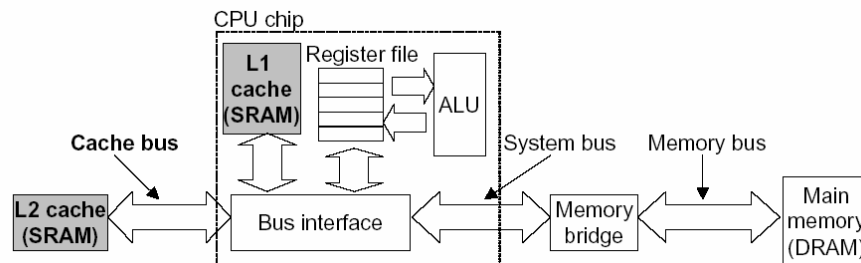 CPU chip
L1
cache
(SRAM)
Register file
ALU
Cache bus
System bus
Memory bus
L2 cache
(SRAM)
Bus interface
Memory
bridge
Main
memory
(DRAM)